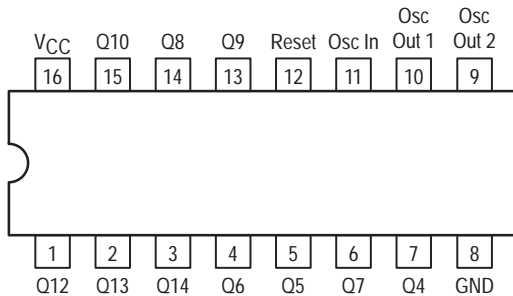 Osc Osc
VCC Q10 Q8 Q9 Reset Osc In Out 1 Out 2
16 15 14 13 12 11 10 9
1 2 3 4 5 6 7 8
Q12 Q13 Q14 Q6 Q5 Q7 Q4 GND